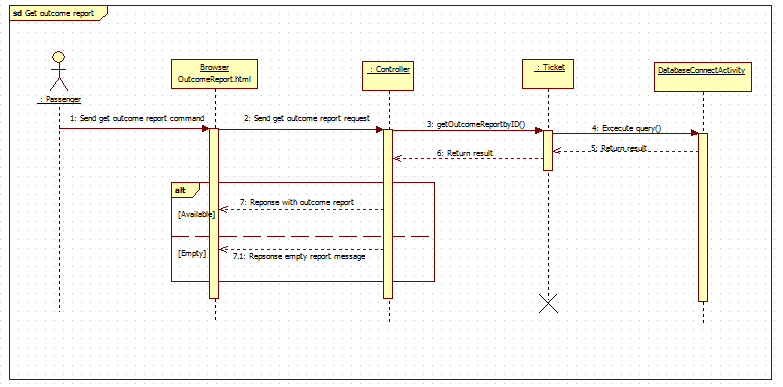 sd Get outcome report
Browser
OutcomeReport.html
: Controller
: Ticket
DatabaseConnectActivity
: Passenger
1: Send get outcome report command
2: Send get outcome report request
3: getOutcomeReportbyID()
4: Excecute query()
5: Return result
6: Return result
alt
7: Reponse with outcome report
[Available]
[Empty]
7.1: Repsonse empty report message